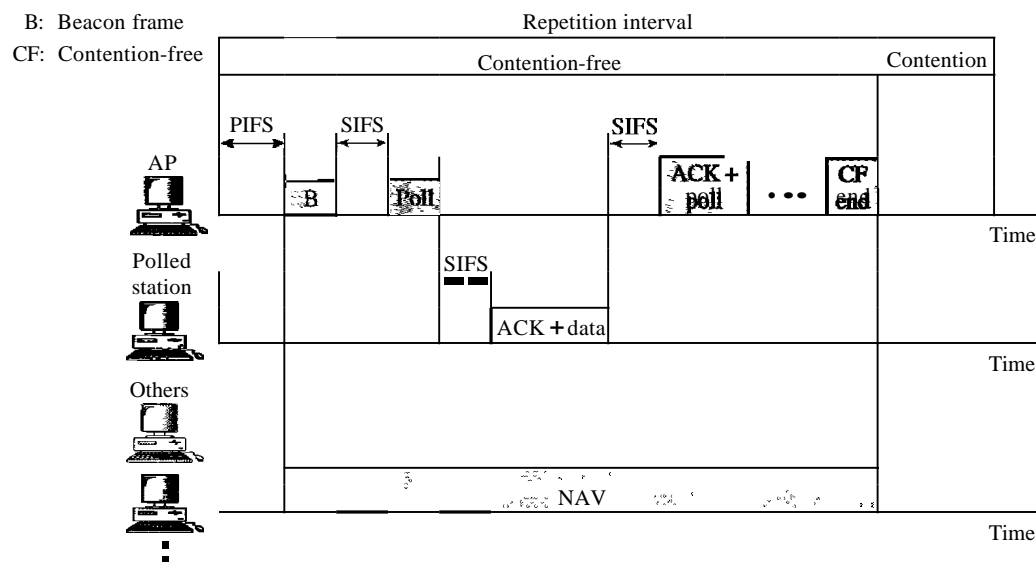 B: Beacon frame
CF: Contention-free
Repetition interval
Contention-free
Contention
PIFS
SIFS
SIFS
AP
B
Poll
ACK +
poll
• • •
CF
end
Time
Polled
station
SIFS
ACK + data
Time
Others
NAV
Time